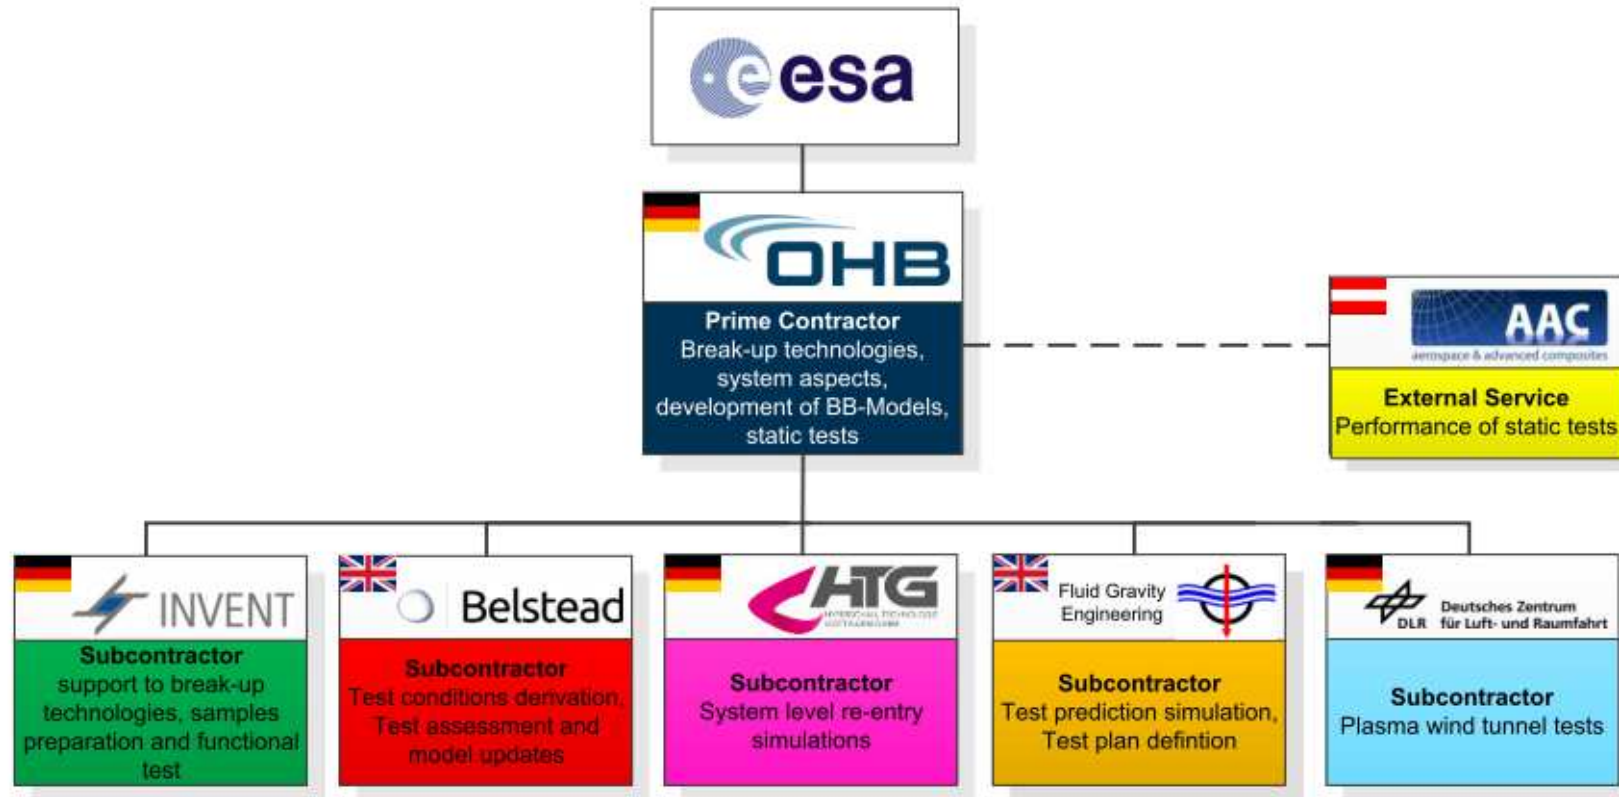 esa
OHB
Prime Contractor
Break-up technologies,
system aspects,
development of BB-Models,
static tests
AAC
aerospace & advanced composites
External Service
Performance of static tests
INVENT
Subcontractor
support to break-up
technologies, samples
preparation and functional
test
Belstead
Subcontractor
Test conditions derivation,
Test assessment and
model updates
HTG
Subcontractor
System level re-entry
simulations
Fluid Gravity
Engineering
Subcontractor
Test prediction simulation,
Test plan defintion
DLR
Deutsches Zentrum
für Luft- und Raumfahrt
Subcontractor
Plasma wind tunnel tests